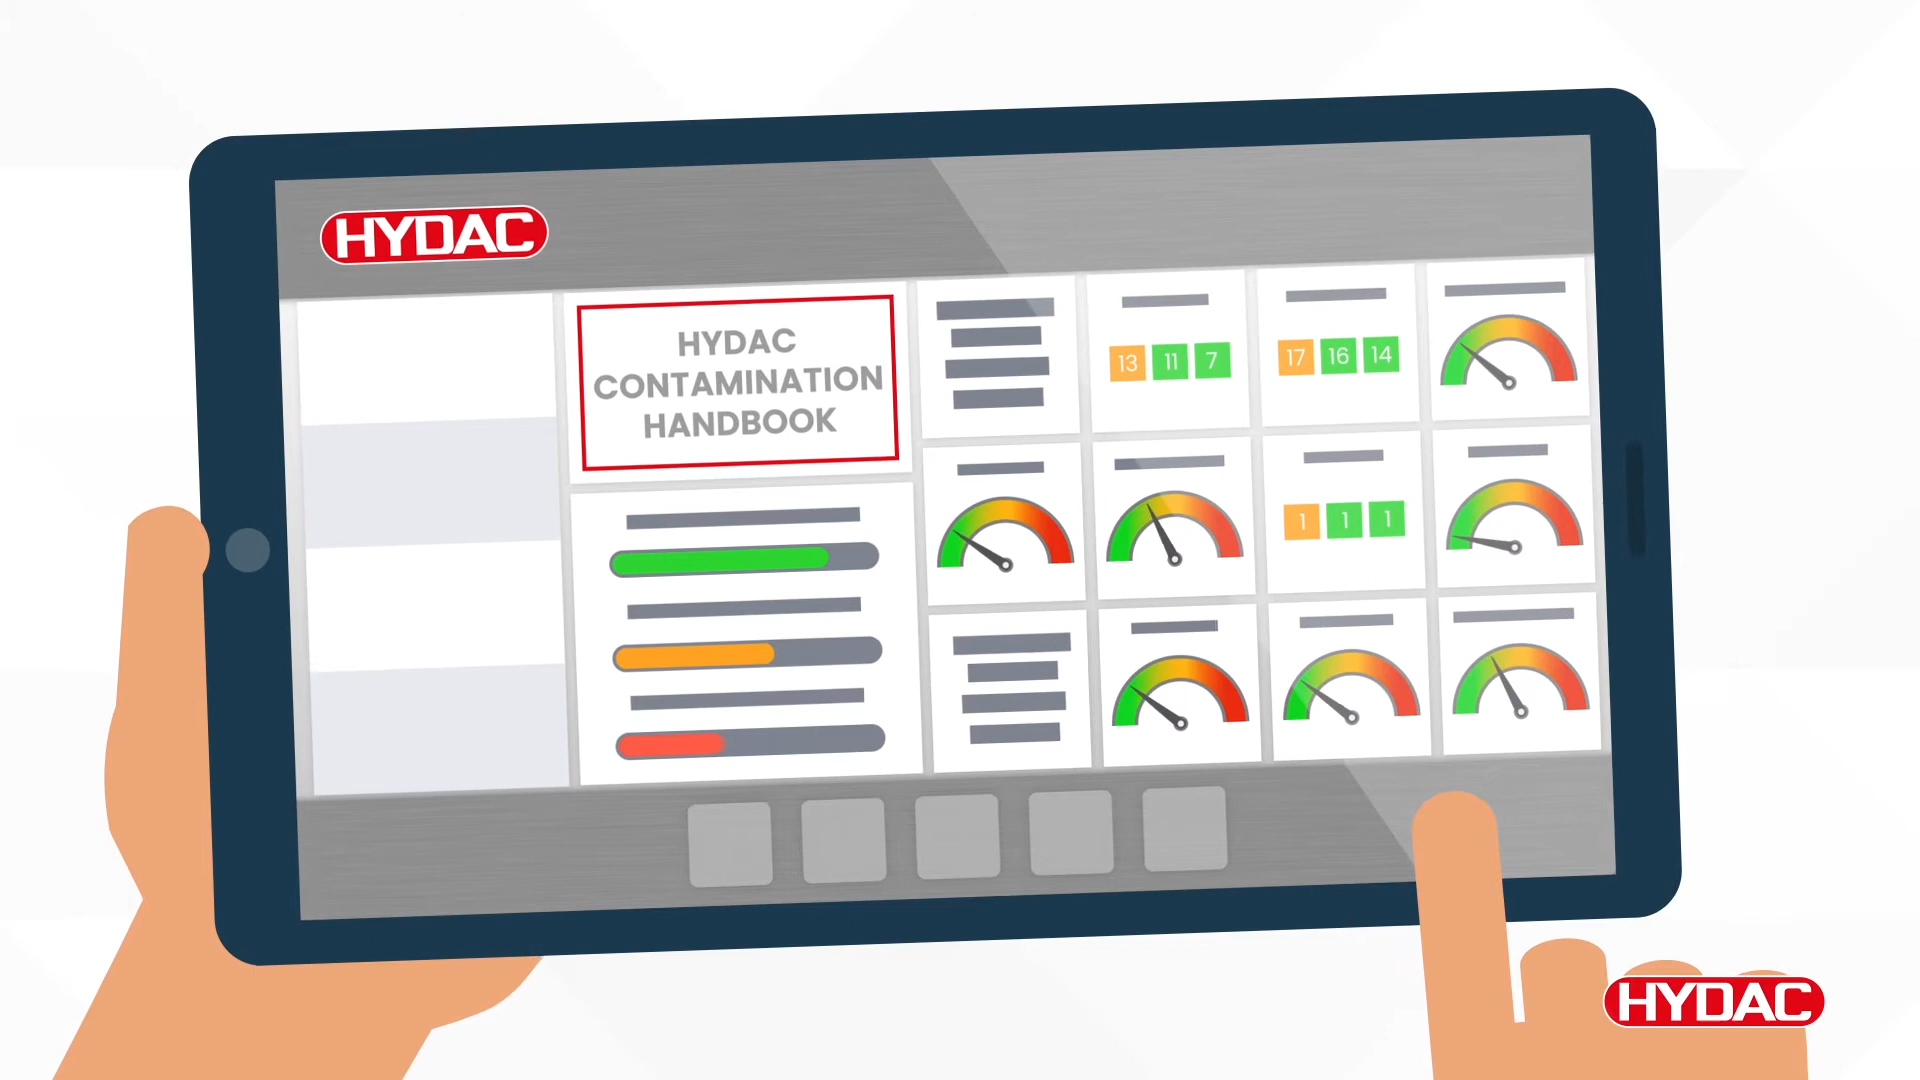 HYDAC
HYDAC
CONTAMINATION
HANDBOOK
13 11 7
17 16 14
1 1 1
HYDAC